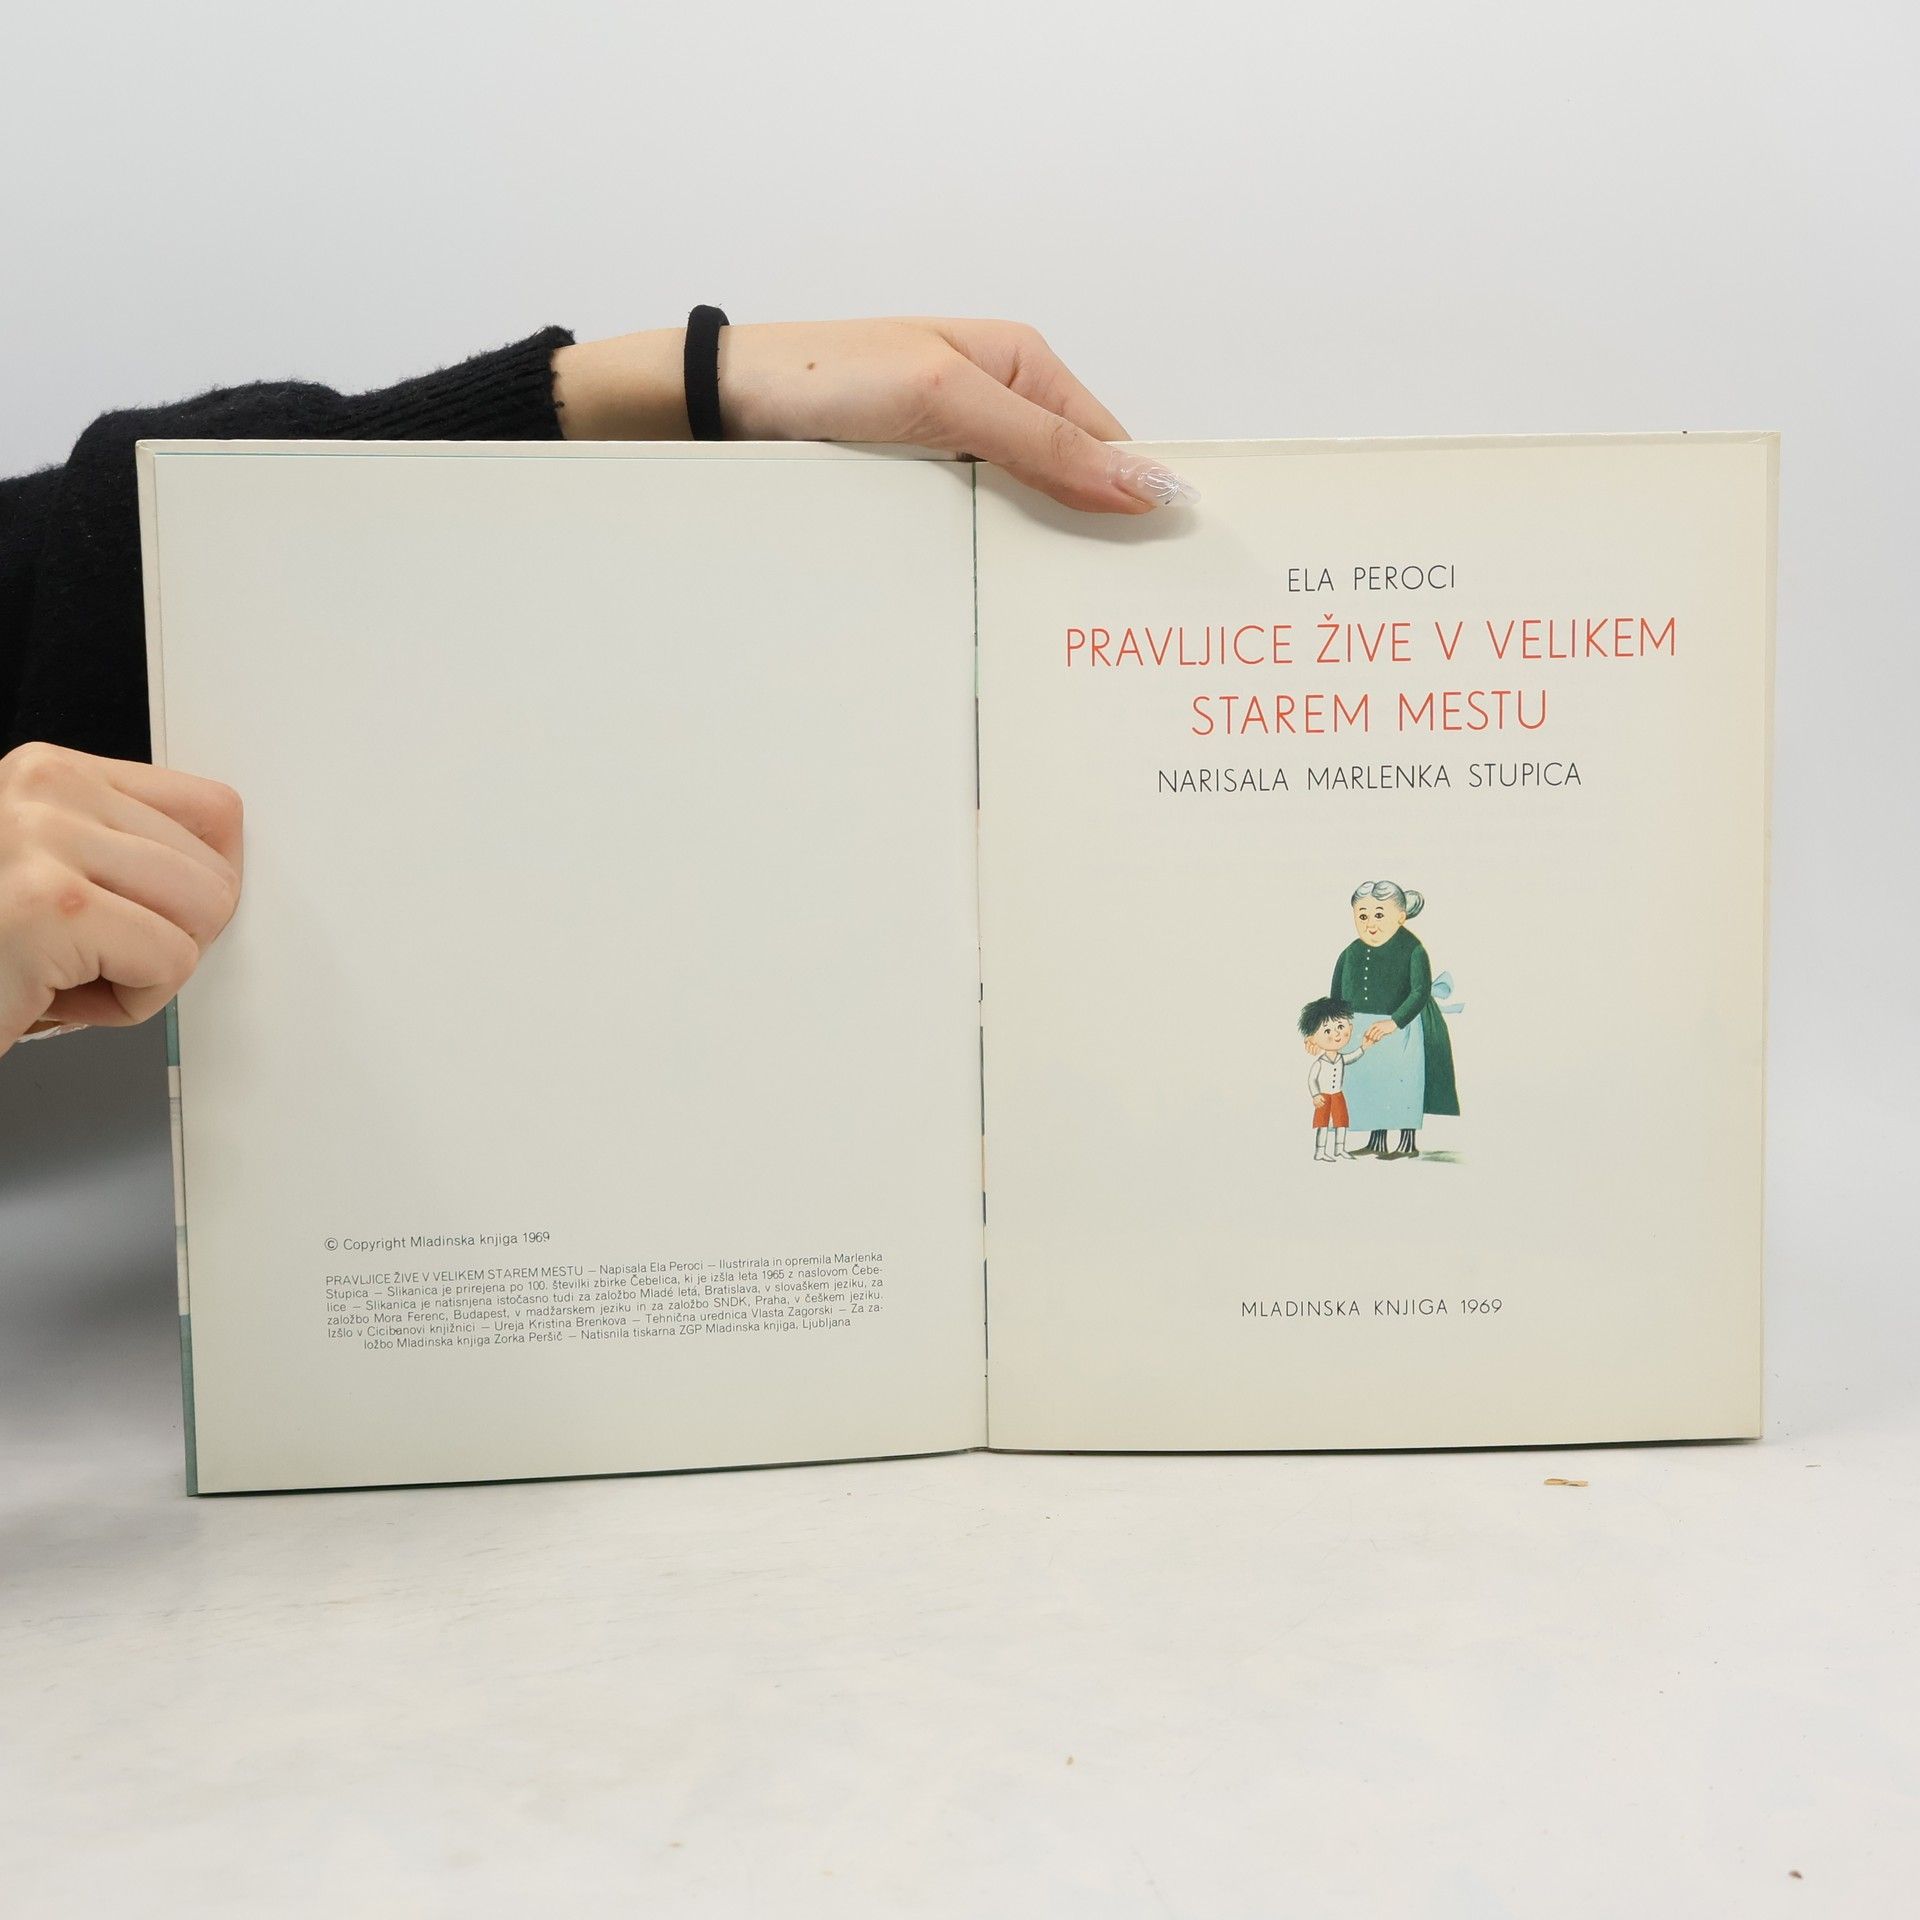 © Copyright Mladinska knjiga 1969
PRAVLJICE ŽIVE V VELIKEM STAREM MESTU — Napisala Ela Peroci — Ilustrirala in opremila Marlenka
Stupica — Slikanica je prirejena po 100. številki zbirke Čebelica, ki je izšla leta 1965 z naslovom Čebe-
lice — Slikanica je natisnjena istočasno tudi za založbo Mladé letá, Bratislava, v slovaškem jeziku, za
založbo Mora Ferenc, Budapest, v madžarskem jeziku in za založbo SNDK, Praha, v češkem jeziku.
Izšlo v Cicibanovi knjižnici — Ureja Kristina Brenkova — Tehnična urednica Vlasta Zagorski — Za za-
ložbo Mladinska knjiga Zorka Peršič — Natisnila tiskarna ZGP Mladinska knjiga, Ljubljana
ELA PEROCI
PRAVLJICE ŽIVE V VELIKEM
STAREM MESTU
NARISALA MARLENKA STUPICA
MLADINSKA KNJIGA 1969